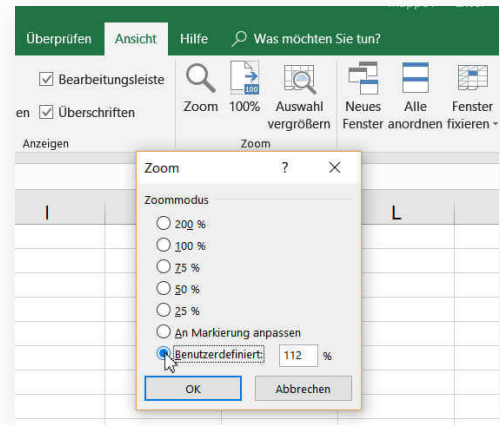 Überprüfen Ansicht Hilfe Was möchten Sie tun?
Bearbeitungsleiste
en Überschriften
Anzeigen
100
Zoom 100% Auswahl vergrößern
Neues Fenster Alle anordnen Fenster fixieren
Zoom
Zoom ? ×
Zoommodus
200 %
100 %
75 %
50 %
25 %
An Markierung anpassen
Benutzerdefiniert: 112 %
OK Abbrechen
I L